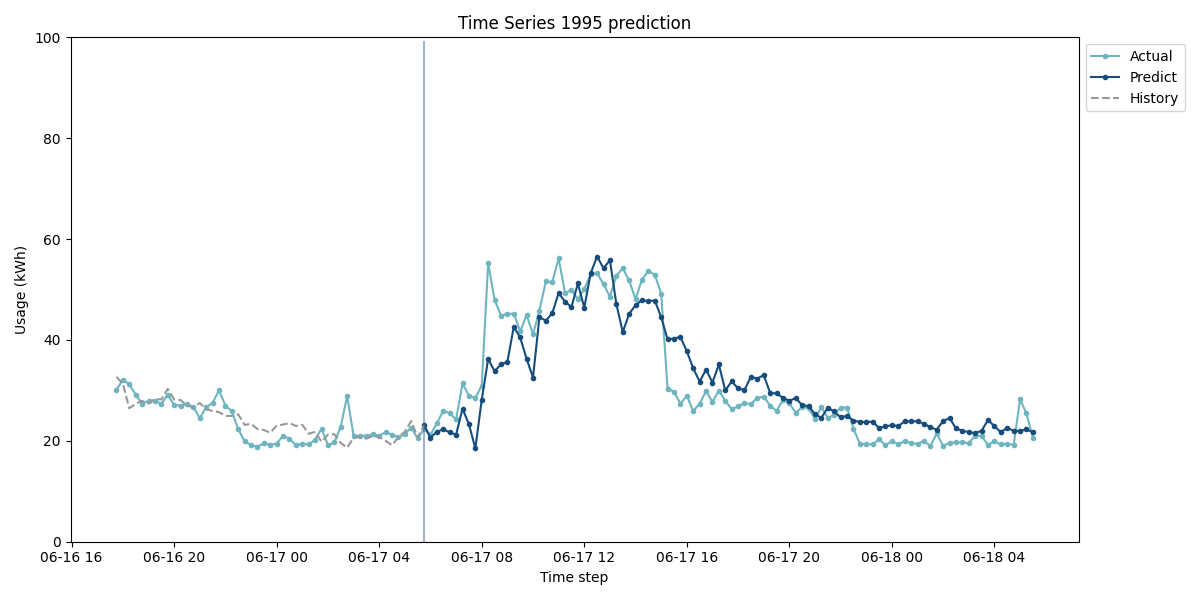 Time Series 1995 prediction
100
80
60
40
20
0
Usage (kWh)
06-16 16
06-16 20
06-17 00
06-17 04
06-17 08
06-17 12
06-17 16
06-17 20
06-18 00
06-18 04
Time step
Actual
Predict
History